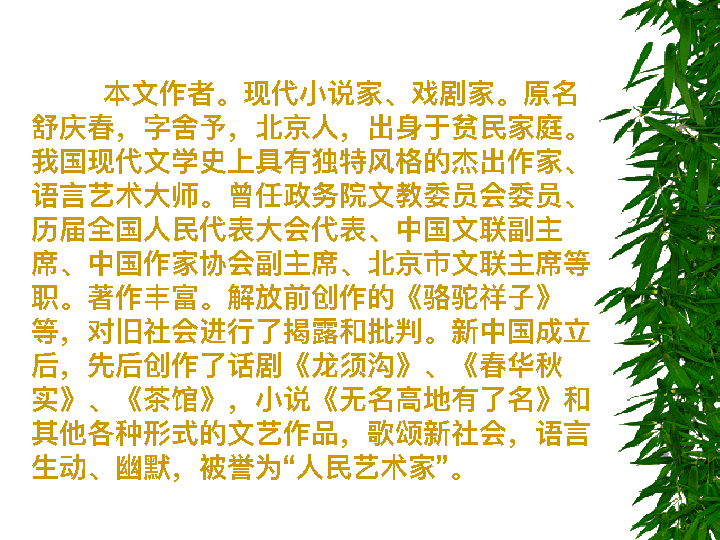 本文作者。现代小说家、戏剧家。原名
舒庆春，字舍予，北京人，出身于贫民家庭。
我国现代文学史上具有独特风格的杰出作家、
语言艺术大师。曾任政务院文教委员会委员、
历届全国人民代表大会代表、中国文联副主
席、中国作家协会副主席、北京市文联主席等
职。著作丰富。解放前创作的《骆驼祥子》
等，对旧社会进行了揭露和批判。新中国成立
后，先后创作了话剧《龙须沟》、《春华秋
实》、《茶馆》，小说《无名高地有了名》和
其他各种形式的文艺作品，歌颂新社会，语言
生动、幽默，被誉为“人民艺术家”。